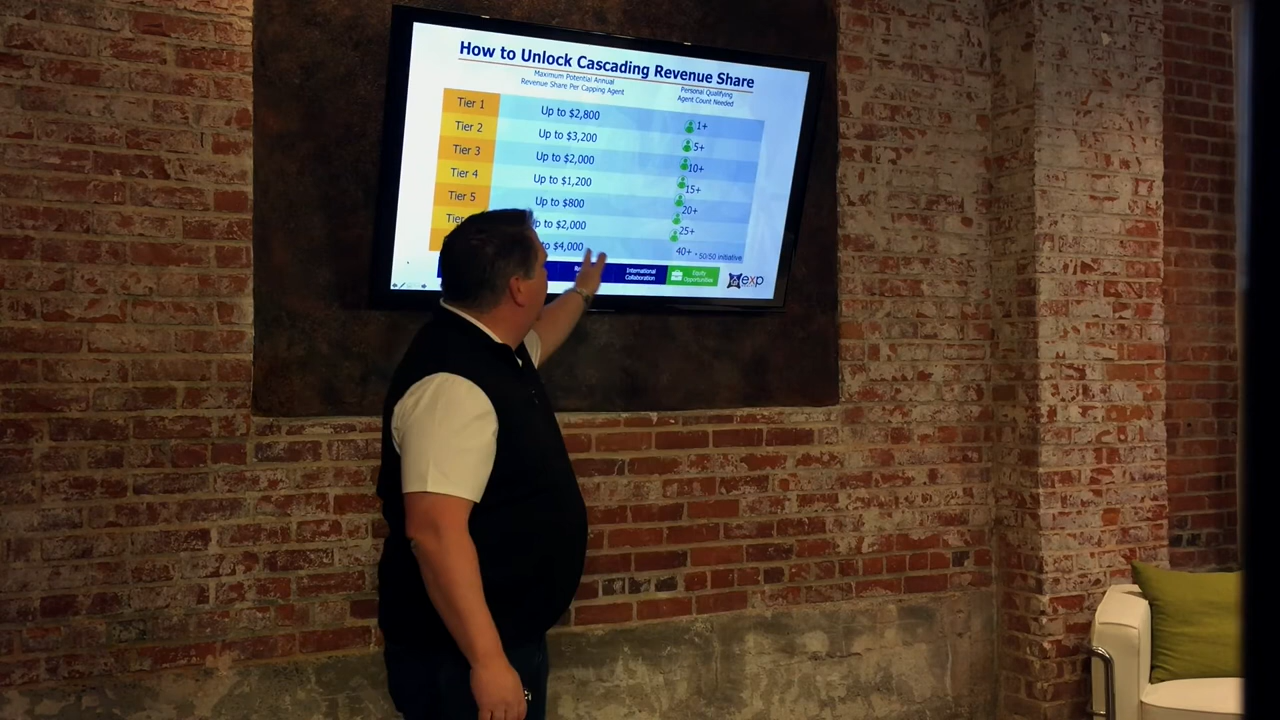 How to Unlock Cascading Revenue Share
Maximum Potential Annual
Revenue Share Per Capping Agent
Personal Qualifying
Agent Count Needed
Tier 1 Up to $2,800 1+
Tier 2 Up to $3,200 5+
Tier 3 Up to $2,000 10+
Tier 4 Up to $1,200 15+
Tier 5 Up to $800 20+
Tier Up to $2,000 25+
to $4,000 40+ * 50:50 initiative
International
Collaboration
Equity
Opportunities
exp